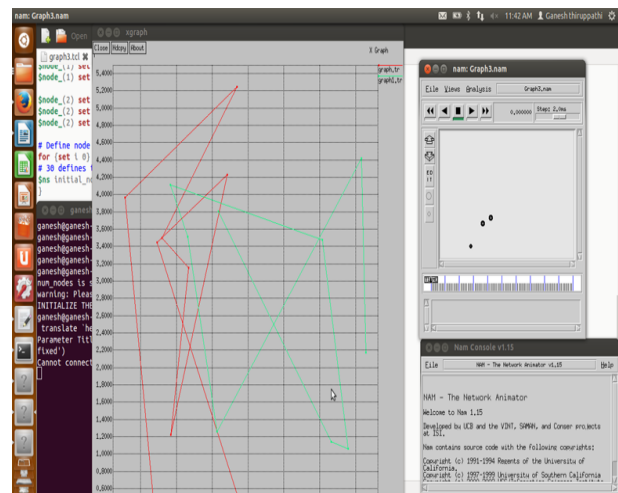 nam: Graph3.nam
11:42 AM Ganesh thiruppathi
Open
graph3.tcl
$node_(1) set
$node_(1) set
$node_(2) set
$node_(2) set
$node_(2) set
# Define node
for {set i 0}
# 30 defines
$ns initial_no
}
ganesh@ganesh-
ganesh@ganesh-
ganesh@ganesh-
ganesh@ganesh-
ganesh@ganesh-
num_nodes is s
warning: Pleas
INITIALIZE THE
ganesh@ganesh-
translate `he
Parameter Titl
fixed')
Cannot connect
xgraph
Close Hdcpy About
X Graph
graph.tr
graph1.tr
5,4000
5,2000
5,0000
4,8000
4,6000
4,4000
4,2000
4,0000
3,8000
3,6000
3,4000
3,2000
3,0000
2,8000
2,6000
2,4000
2,2000
2,0000
1,8000
1,6000
1,4000
1,2000
1,0000
0,8000
0,6000
nam: Graph3.nam
File Views Analysis Graph3.nam
0,000000 Step: 2,0ms
Nam Console v1.15
File NAM - The Network Animator v1.15 Help
NAM - The Network Animator
Welcome to Nam 1.15
Developed by UCB and the VINT, SAMAN, and Conser projects
at ISI.
Nam contains source code with the following copyrights:
Copyright (c) 1991-1994 Regents of the University of
California.
Copyright (c) 1997-1999 University of Southern California